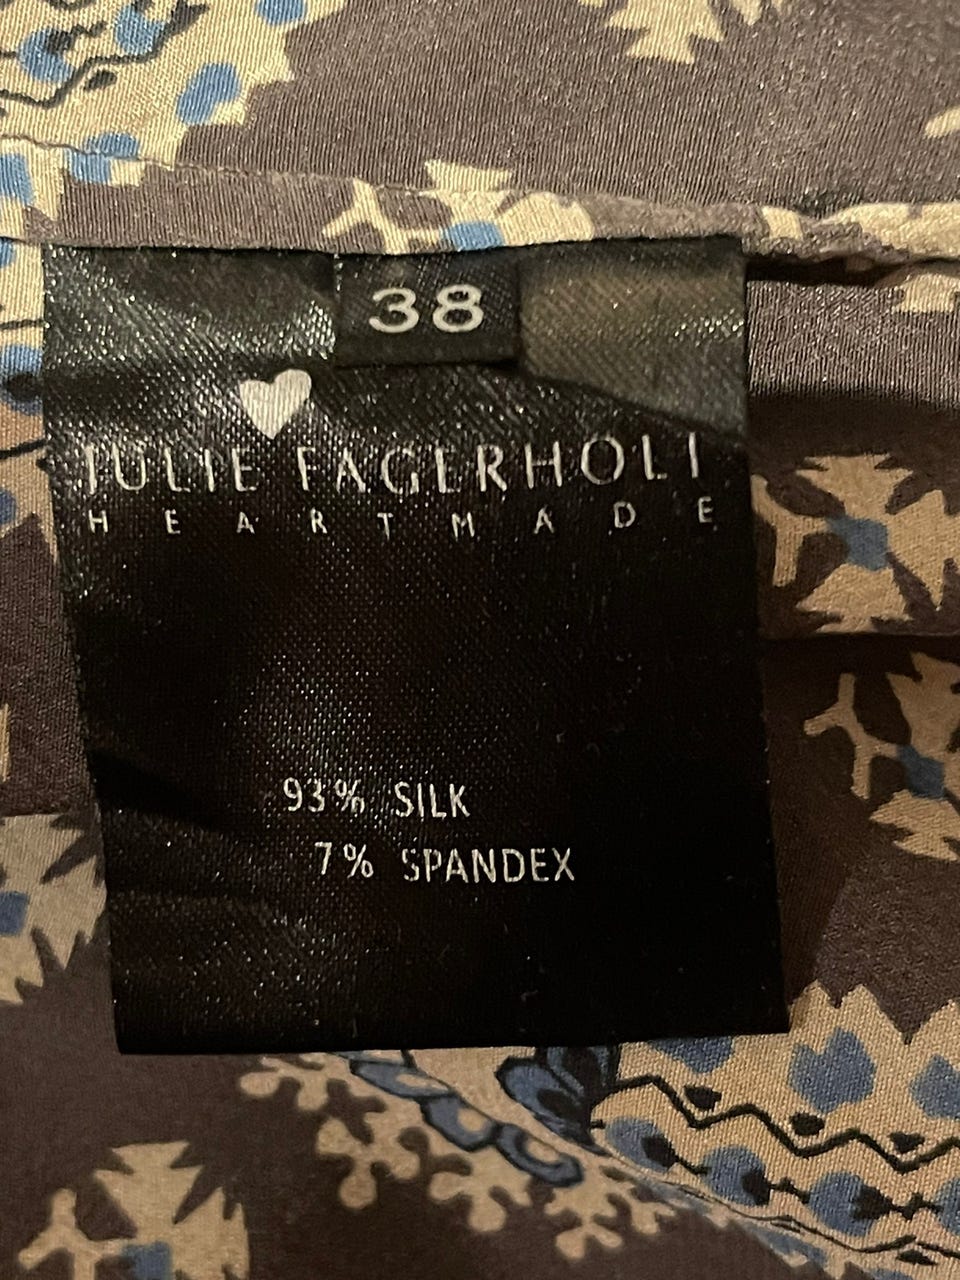 38
JULIE FAGERHOLT
HEARTMADE
93% SILK
7% SPANDEX